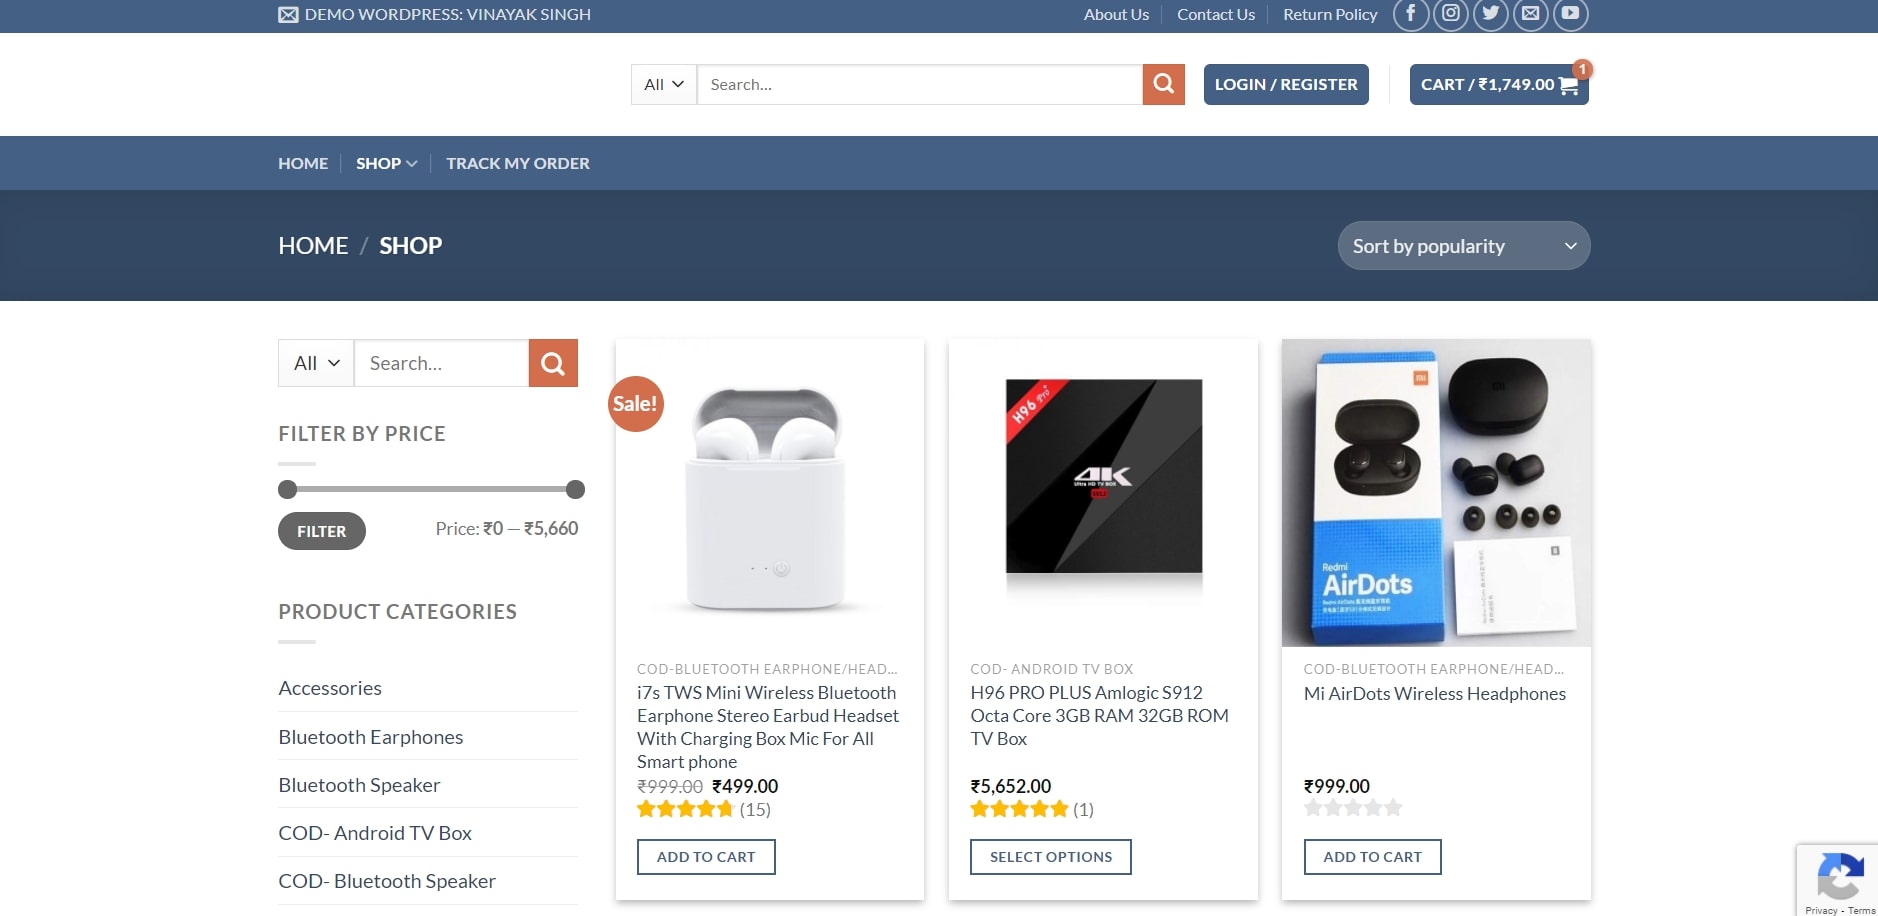 DEMO WORDPRESS: VINAYAK SINGH
About Us
Contact Us
Return Policy
All
Search...
LOGIN / REGISTER
CART / ₹1,749.00
1
HOME
SHOP
TRACK MY ORDER
HOME / SHOP
Sort by popularity
All
Search...
FILTER BY PRICE
FILTER
Price: ₹0 — ₹5,660
PRODUCT CATEGORIES
Accessories
Bluetooth Earphones
Bluetooth Speaker
COD- Android TV Box
COD- Bluetooth Speaker
Sale!
COD-BLUETOOTH EARPHONE/HEAD...
i7s TWS Mini Wireless Bluetooth
Earphone Stereo Earbud Headset
With Charging Box Mic For All
Smart phone
₹999.00 ₹499.00
(15)
ADD TO CART
H96 Pro+
4K
Ultra HD TV BOX
S912
COD- ANDROID TV BOX
H96 PRO PLUS Amlogic S912
Octa Core 3GB RAM 32GB ROM
TV Box
₹5,652.00
(1)
SELECT OPTIONS
Redmi
AirDots
COD-BLUETOOTH EARPHONE/HEAD...
Mi AirDots Wireless Headphones
₹999.00
ADD TO CART
Privacy - Terms